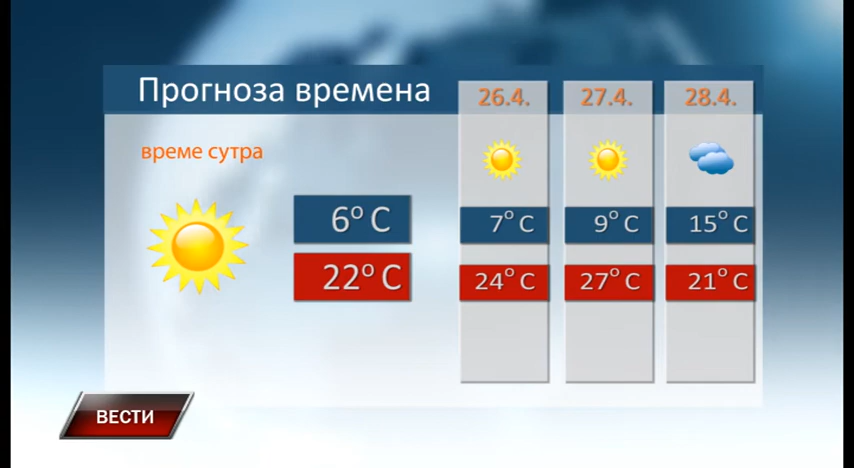 Прогноза времена
време сутра
6° C
22° C
26.4. 27.4. 28.4.
7° C 9° C 15° C
24° C 27° C 21° C
ВЕСТИ